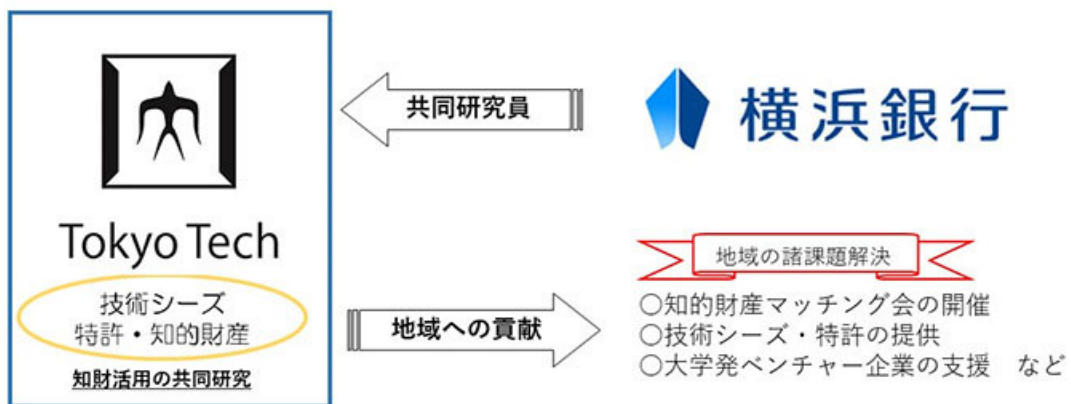 Tokyo Tech
技術シーズ
特許・知的財産
知財活用の共同研究
共同研究員
地域への貢献
横浜銀行
地域の諸課題解決
○知的財産マッチング会の開催
○技術シーズ・特許の提供
○大学発ベンチャー企業の支援　など